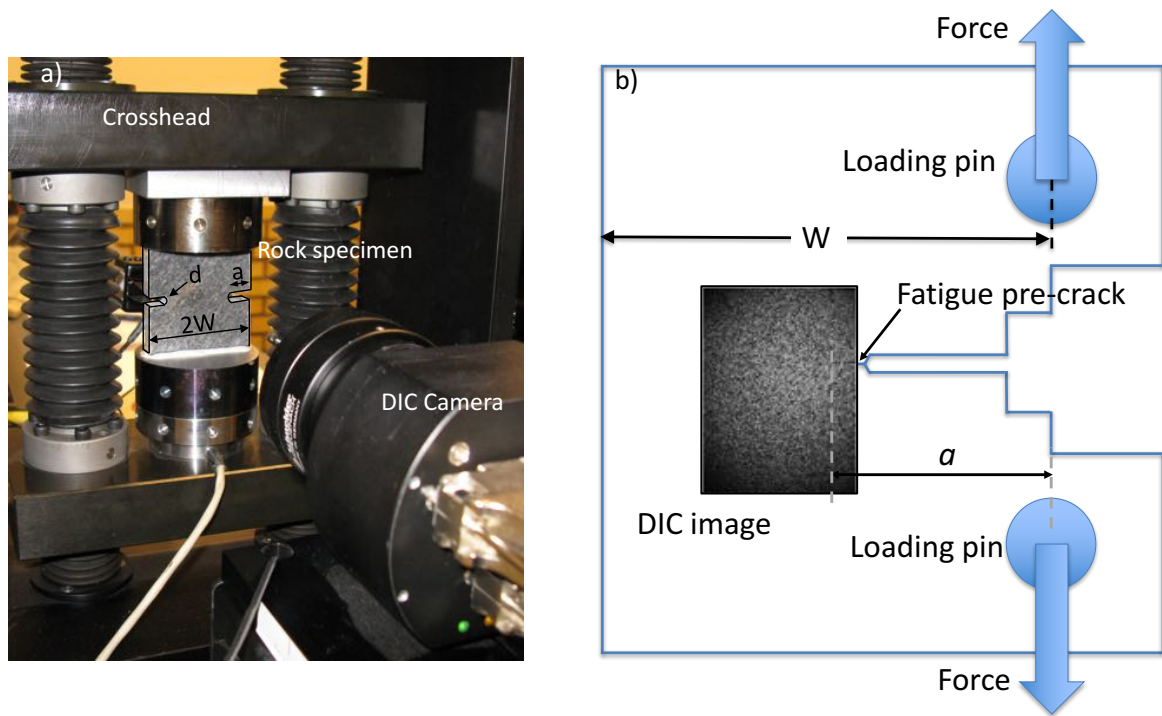 a)
Crosshead
Rock specimen
d
a
2W
DIC Camera
b)
Force
Loading pin
W
Fatigue pre-crack
a
DIC image
Loading pin
Force